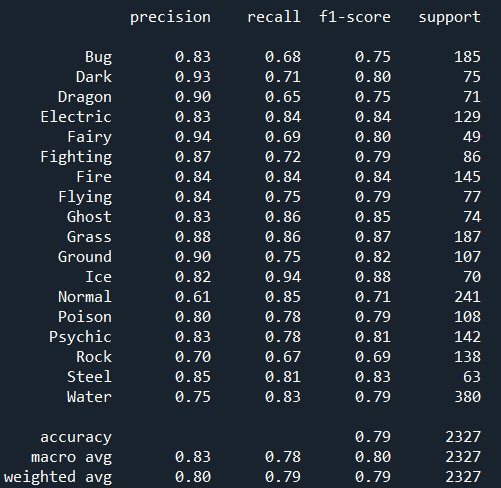 precision recall f1-score support
Bug 0.83 0.68 0.75 185
Dark 0.93 0.71 0.80 75
Dragon 0.90 0.65 0.75 71
Electric 0.83 0.84 0.84 129
Fairy 0.94 0.69 0.80 49
Fighting 0.87 0.72 0.79 86
Fire 0.84 0.84 0.84 145
Flying 0.84 0.75 0.79 77
Ghost 0.83 0.86 0.85 74
Grass 0.88 0.86 0.87 187
Ground 0.90 0.75 0.82 107
Ice 0.82 0.94 0.88 70
Normal 0.61 0.85 0.71 241
Poison 0.80 0.78 0.79 108
Psychic 0.83 0.78 0.81 142
Rock 0.70 0.67 0.69 138
Steel 0.85 0.81 0.83 63
Water 0.75 0.83 0.79 380
accuracy 0.79 2327
macro avg 0.83 0.78 0.80 2327
weighted avg 0.80 0.79 0.79 2327